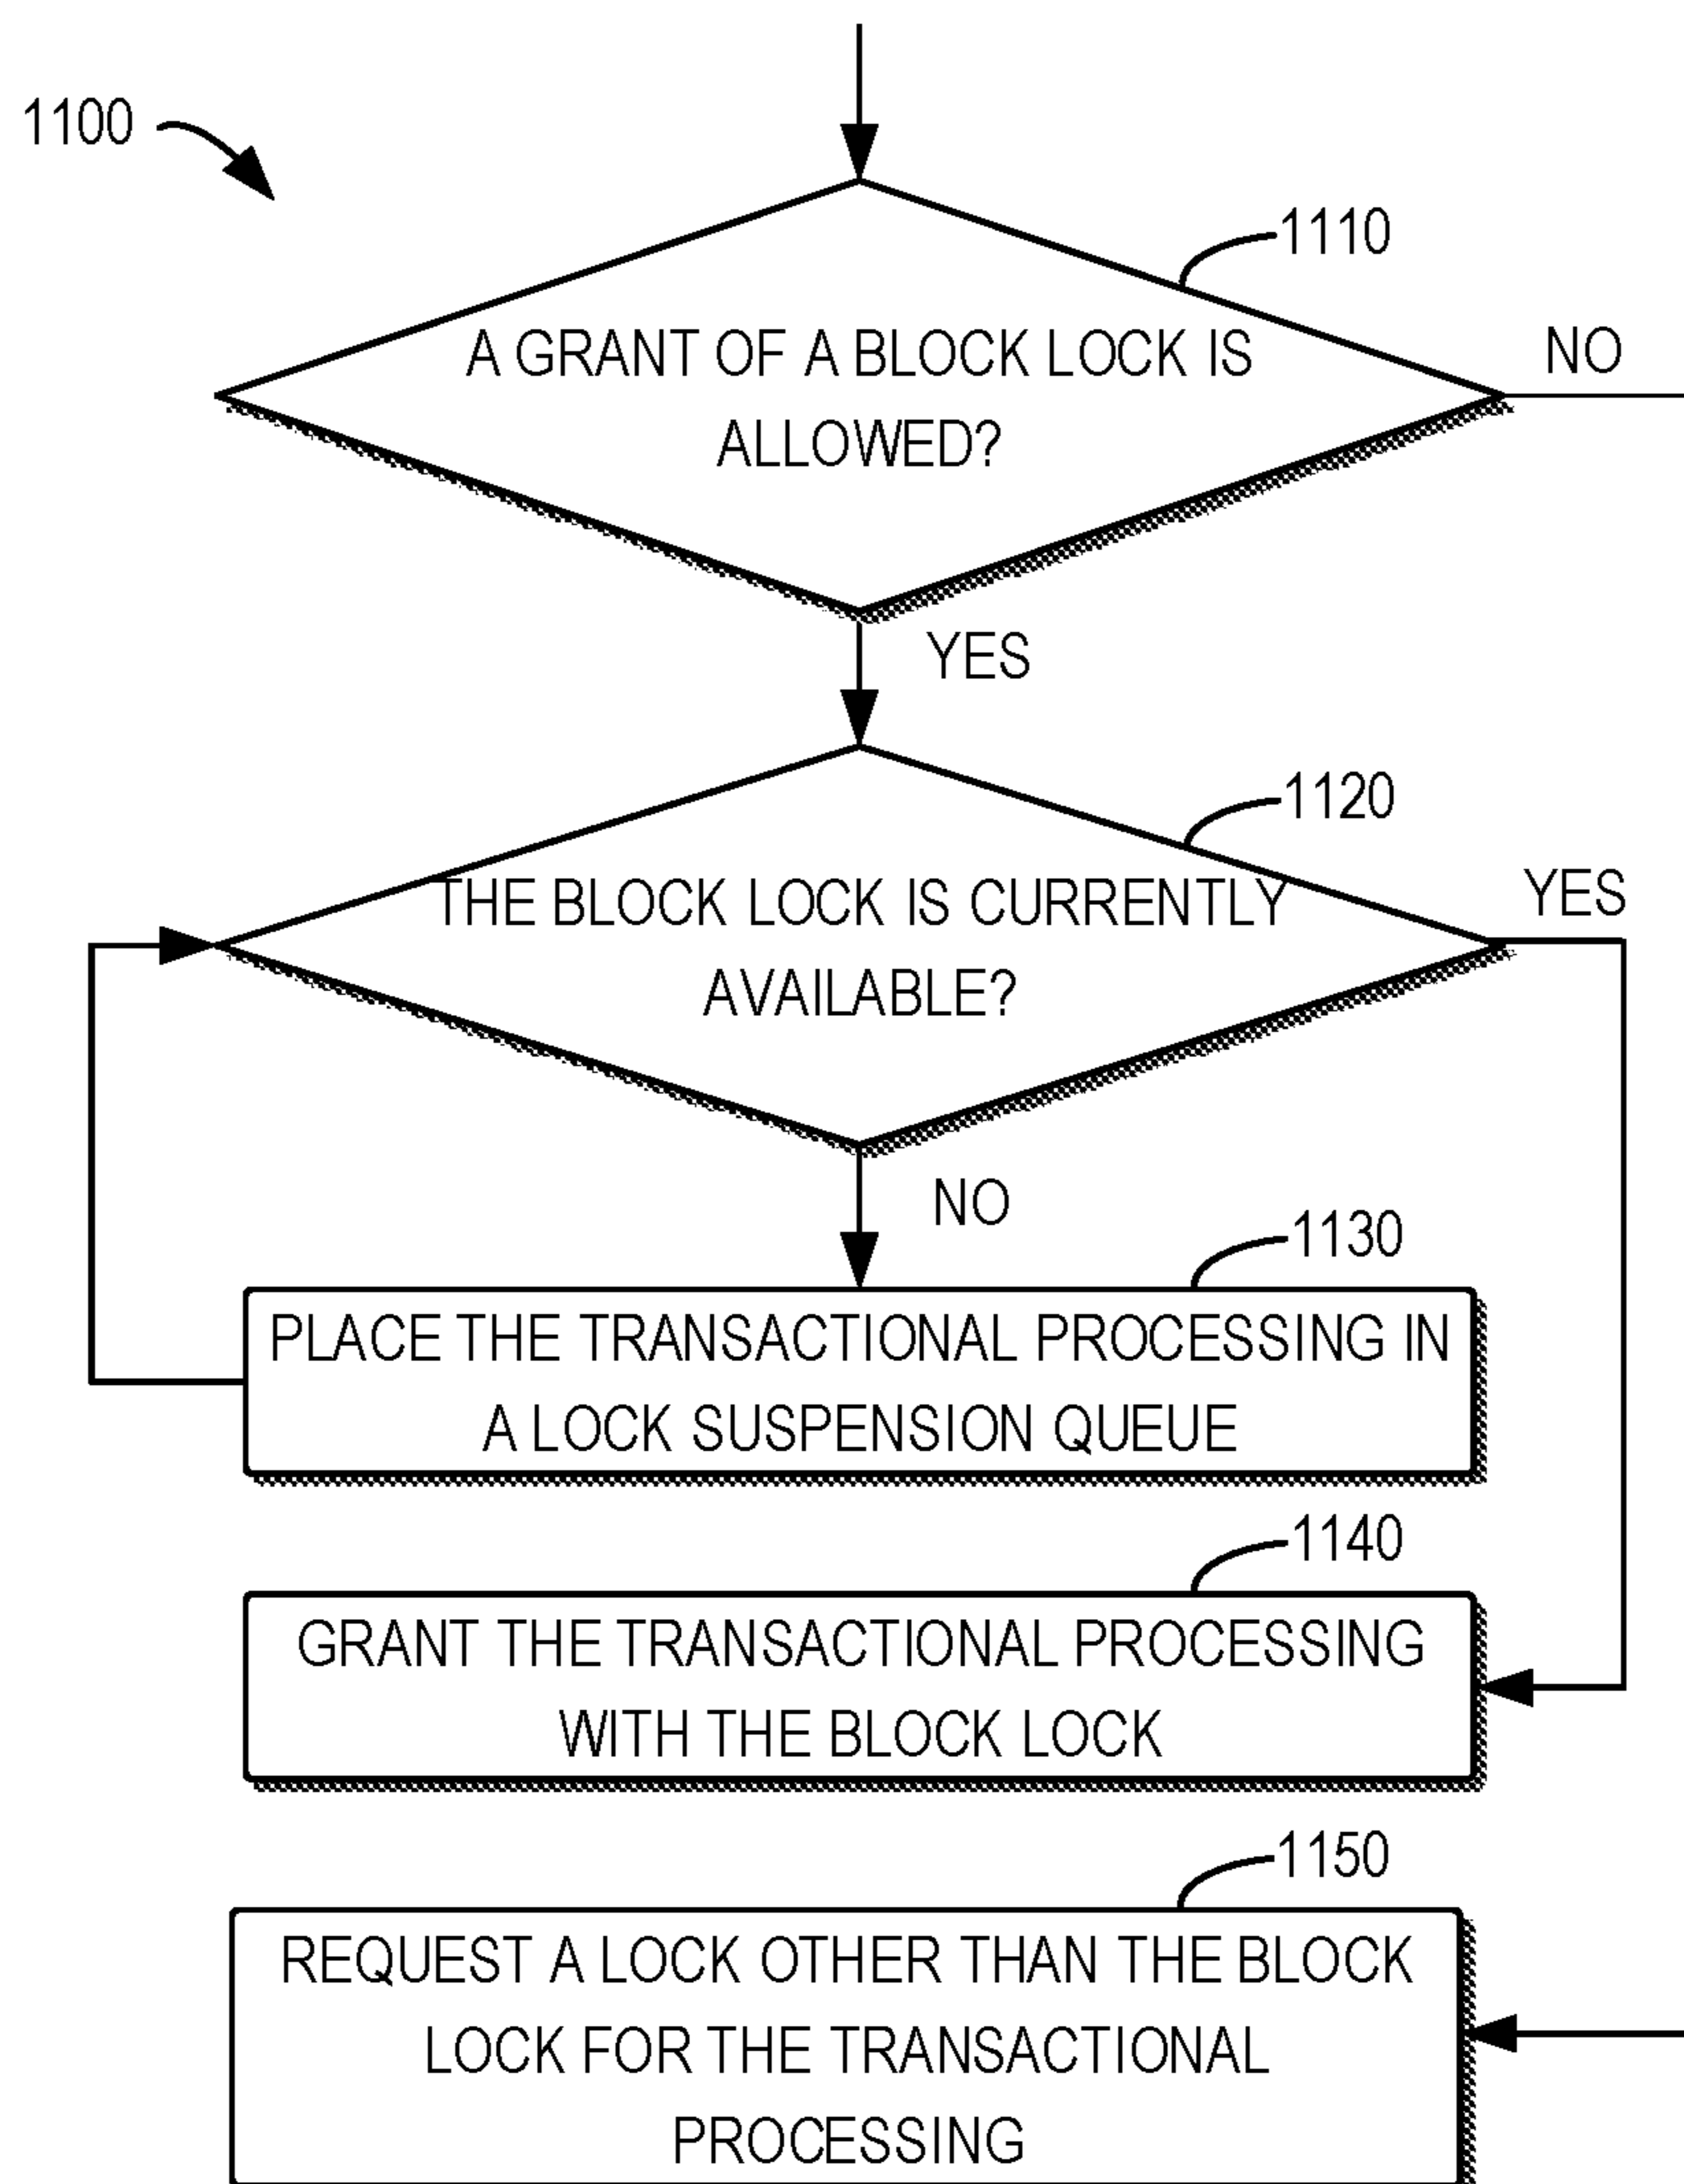 1100
1110
A GRANT OF A BLOCK LOCK IS
ALLOWED?
NO
YES
1120
THE BLOCK LOCK IS CURRENTLY
AVAILABLE?
YES
NO
1130
PLACE THE TRANSACTIONAL PROCESSING IN
A LOCK SUSPENSION QUEUE
1140
GRANT THE TRANSACTIONAL PROCESSING
WITH THE BLOCK LOCK
1150
REQUEST A LOCK OTHER THAN THE BLOCK
LOCK FOR THE TRANSACTIONAL
PROCESSING